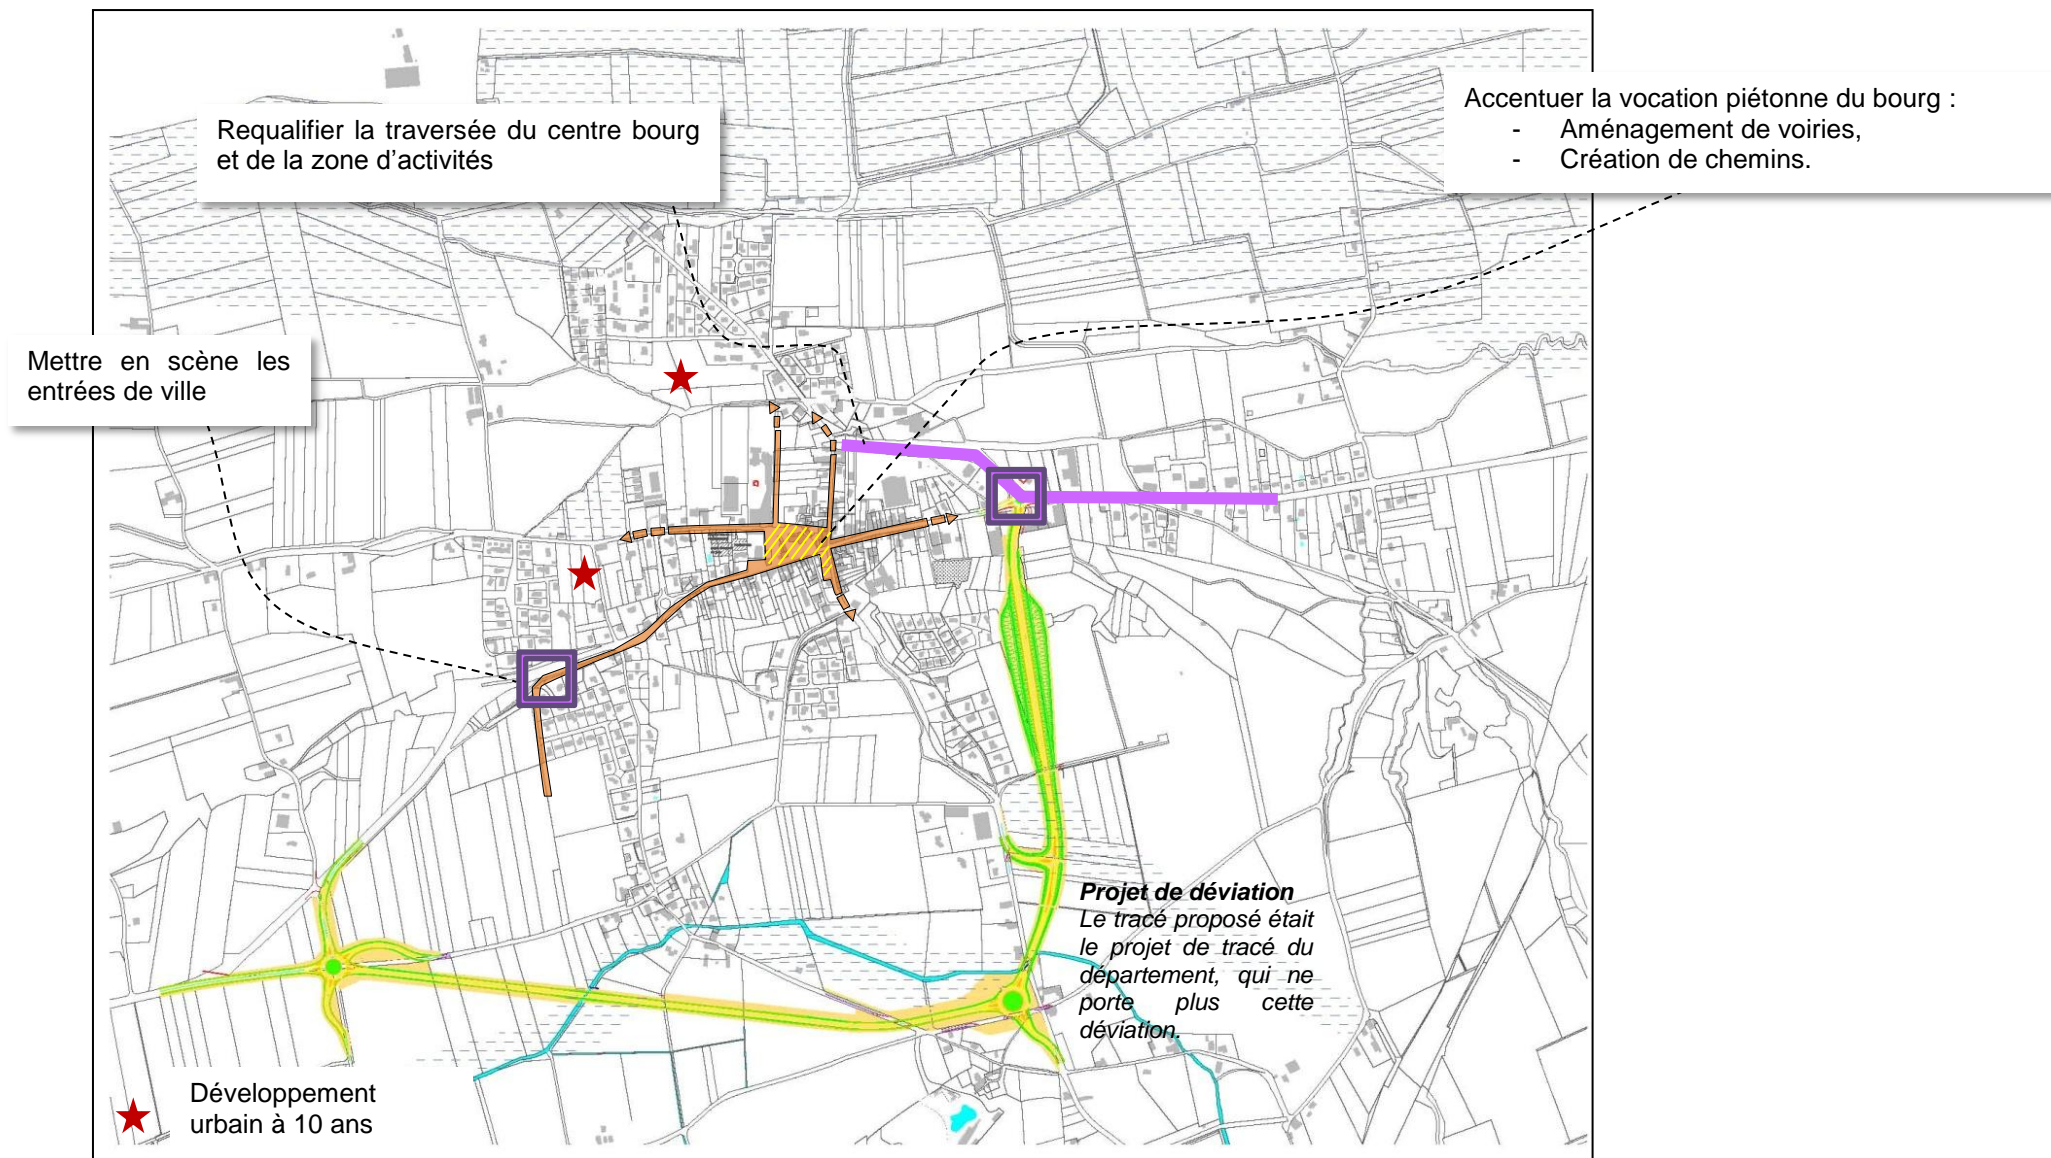 Accentuer la vocation piétonne du bourg :
- Aménagement de voiries,
- Création de chemins.
Requalifier la traversée du centre bourg
et de la zone d'activités
Mettre en scène les
entrées de ville
Projet de déviation
Le tracé proposé était
le projet de tracé du
département, qui ne
porte plus cette
déviation.
Développement
urbain à 10 ans